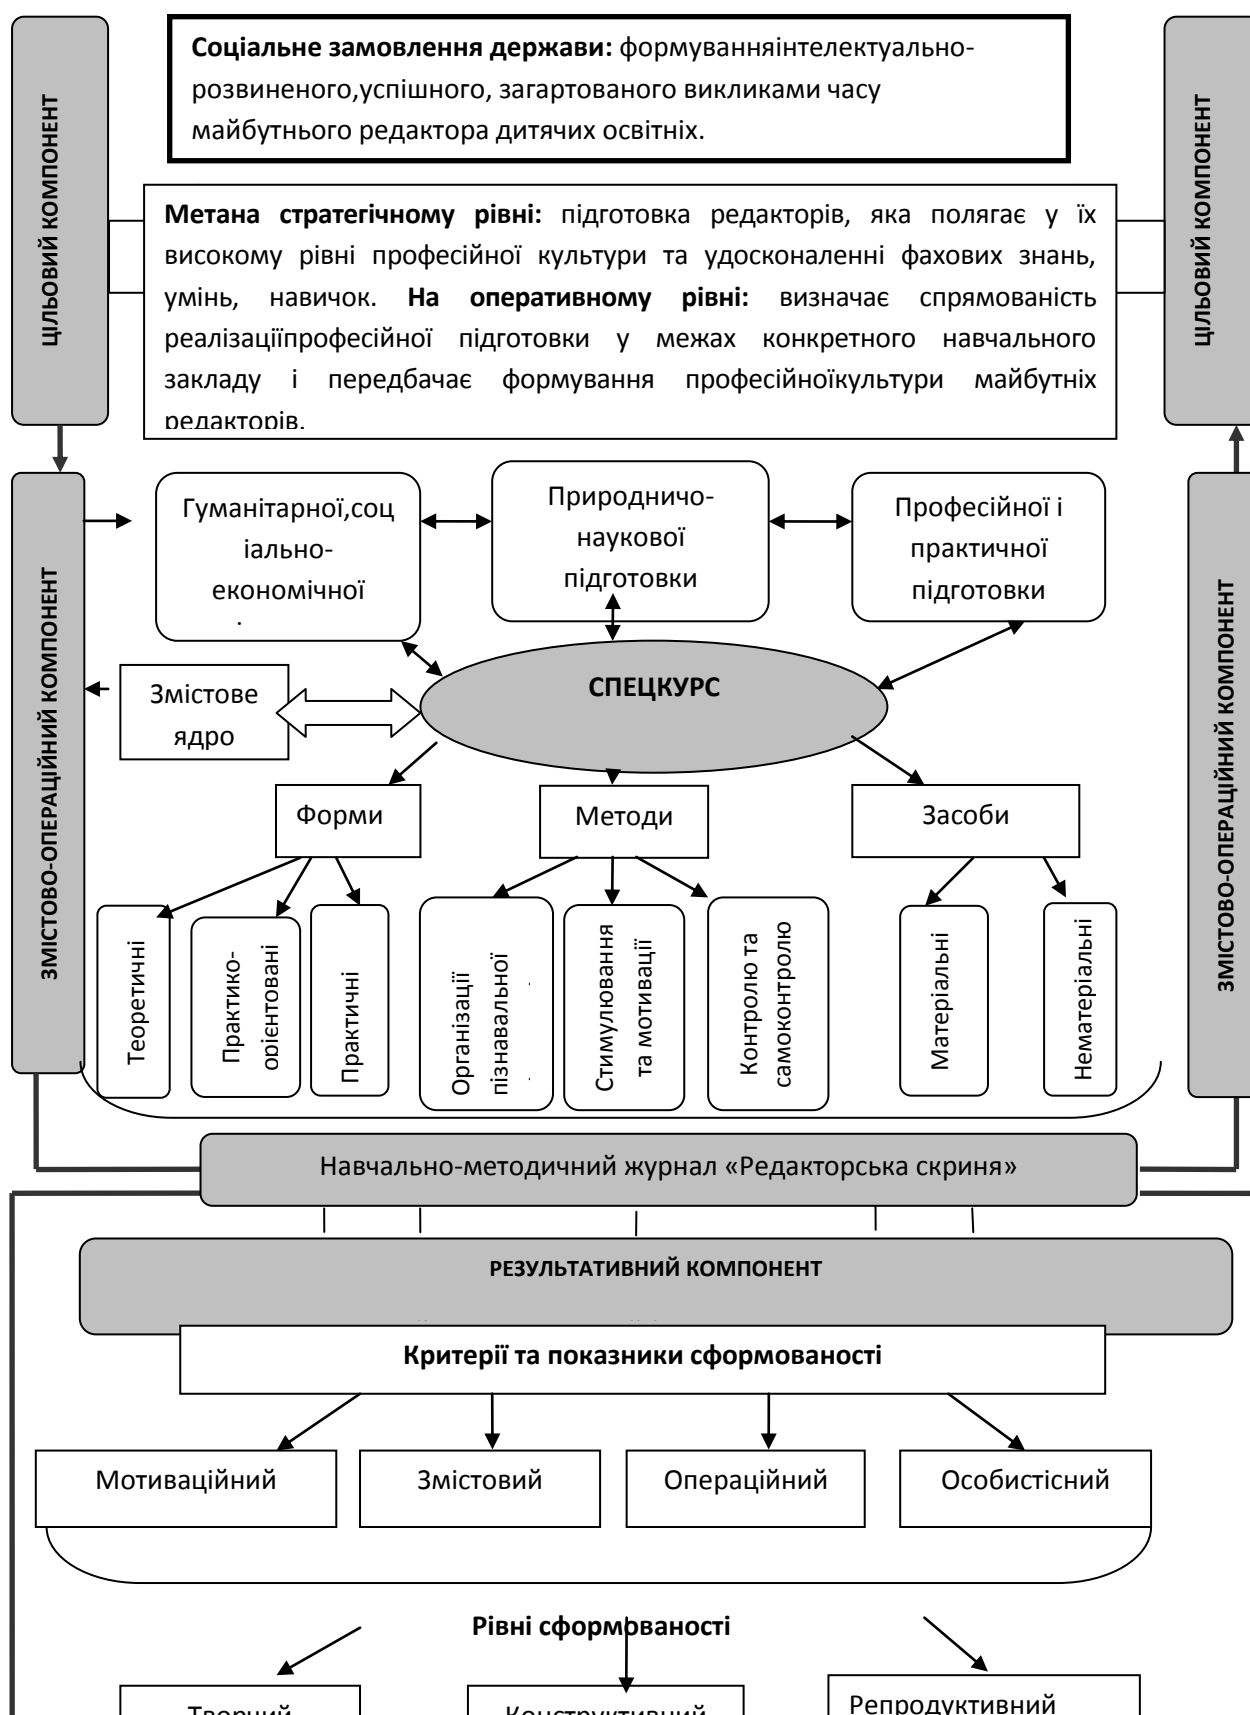 Соціальне замовлення держави: формуванняінтелектуально-
розвиненого,успішного, загартованого викликами часу
майбутнього редактора дитячих освітніх.
ЦІЛЬОВИЙ КОМПОНЕНТ
ЦІЛЬОВИЙ КОМПОНЕНТ
Метана стратегічному рівні: підготовка редакторів, яка полягає у їх
високому рівні професійної культури та удосконаленні фахових знань,
умінь, навичок. На оперативному рівні: визначає спрямованість
реалізаціїпрофесійної підготовки у межах конкретного навчального
закладу і передбачає формування професійноїкультури майбутніх
редакторів.
ЗМІСТОВО-ОПЕРАЦІЙНИЙ КОМПОНЕНТ
ЗМІСТОВО-ОПЕРАЦІЙНИЙ КОМПОНЕНТ
Гуманітарної,соц
іально-
економічної
Природничо-
наукової
підготовки
Професійної і
практичної
підготовки
Змістове
ядро
СПЕЦКУРС
Форми
Методи
Засоби
Теоретичні
Практико-
орієнтовані
Практичні
Організації
пізнавальної
Стимулювання
та мотивації
Контролю та
самоконтролю
Матеріальні
Нематеріальні
Навчально-методичний журнал «Редакторська скриня»
РЕЗУЛЬТАТИВНИЙ КОМПОНЕНТ
Критерії та показники сформованості
Мотиваційний
Змістовий
Операційний
Особистісний
Рівні сформованості
Творчий
Конструктивний
Репродуктивний